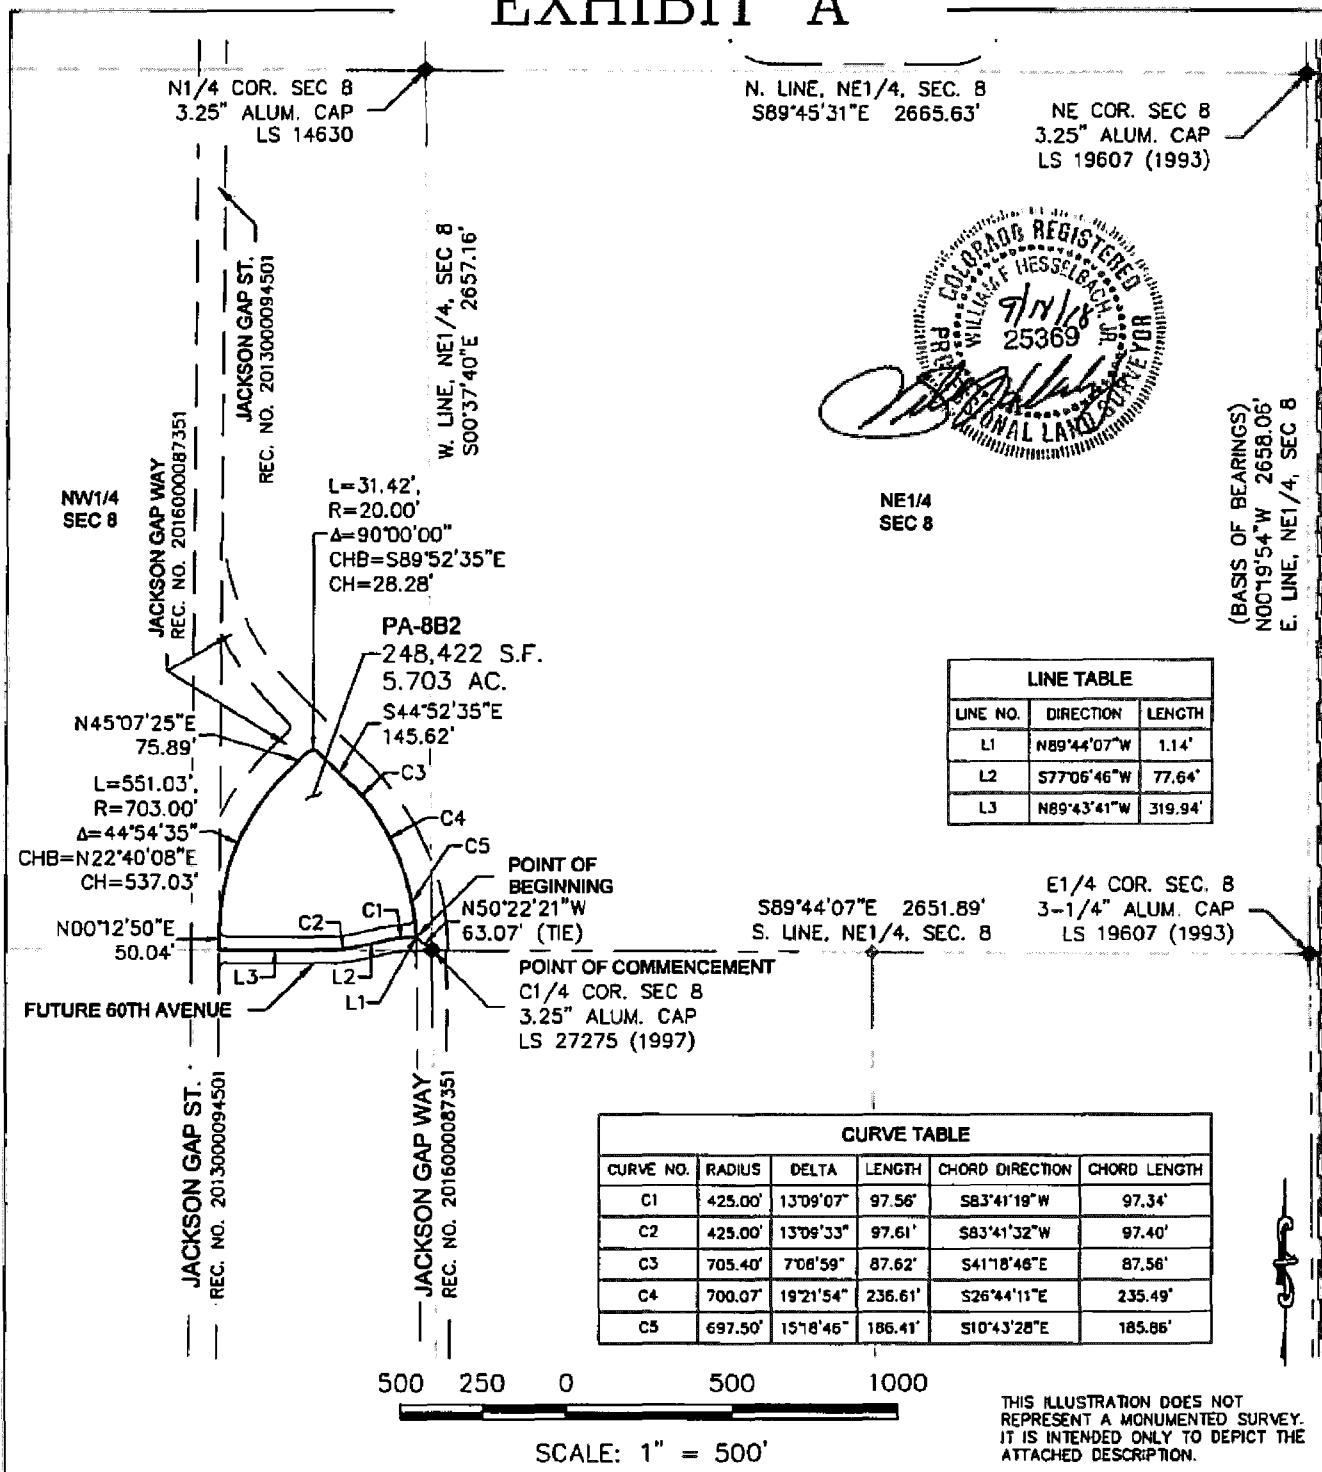 EXHIBIT A
N1/4 COR. SEC 8
3.25" ALUM. CAP
LS 14630
N. LINE, NE1/4, SEC. 8
S89°45'31"E 2665.63'
NE COR. SEC 8
3.25" ALUM. CAP
LS 19607 (1993)
JACKSON GAP ST.
REC. NO. 2013000094501
W. LINE, NE1/4, SEC 8
S00°37'40"E 2657.16'
COLORADO REGISTERED
WILLIAM F HESSELBACH, JR.
25369
PROFESSIONAL LAND SURVEYOR
(BASIS OF BEARINGS)
N00°19'54"W 2658.06'
E. LINE, NE1/4, SEC 8
NW1/4
SEC 8
JACKSON GAP WAY
REC. NO. 2016000087351
L=31.42',
R=20.00'
Δ=90°00'00"
CHB=S89°52'35"E
CH=28.28'
NE1/4
SEC 8
PA-8B2
248,422 S.F.
5.703 AC.
S44°52'35"E
145.62'
N45°07'25"E
75.89'
L=551.03',
R=703.00'
Δ=44°54'35"
CHB=N22°40'08"E
CH=537.03'
C3
C4
C5
LINE TABLE
LINE NO. DIRECTION LENGTH
L1 N89°44'07"W 1.14'
L2 S77°06'46"W 77.64'
L3 N89°43'41"W 319.94'
POINT OF
BEGINNING
N50°22'21"W
63.07' (TIE)
N00°12'50"E
50.04'
C2
C1
S89°44'07"E 2651.89'
S. LINE, NE1/4, SEC. 8
E1/4 COR. SEC. 8
3-1/4" ALUM. CAP
LS 19607 (1993)
L3
L2
L1
FUTURE 60TH AVENUE
POINT OF COMMENCEMENT
C1/4 COR. SEC 8
3.25" ALUM. CAP
LS 27275 (1997)
JACKSON GAP ST.
REC. NO. 2013000094501
JACKSON GAP WAY
REC. NO. 2016000087351
CURVE TABLE
CURVE NO. RADIUS DELTA LENGTH CHORD DIRECTION CHORD LENGTH
C1 425.00' 13°09'07" 97.56' S83°41'19"W 97.34'
C2 425.00' 13°09'33" 97.61' S83°41'32"W 97.40'
C3 705.40' 7°06'59" 87.62' S41°18'46"E 87.56'
C4 700.07' 19°21'54" 236.61' S26°44'11"E 235.49'
C5 697.50' 15°18'46" 186.41' S10°43'28"E 185.86'
500 250 0 500 1000
SCALE: 1" = 500'
THIS ILLUSTRATION DOES NOT
REPRESENT A MONUMENTED SURVEY.
IT IS INTENDED ONLY TO DEPICT THE
ATTACHED DESCRIPTION.